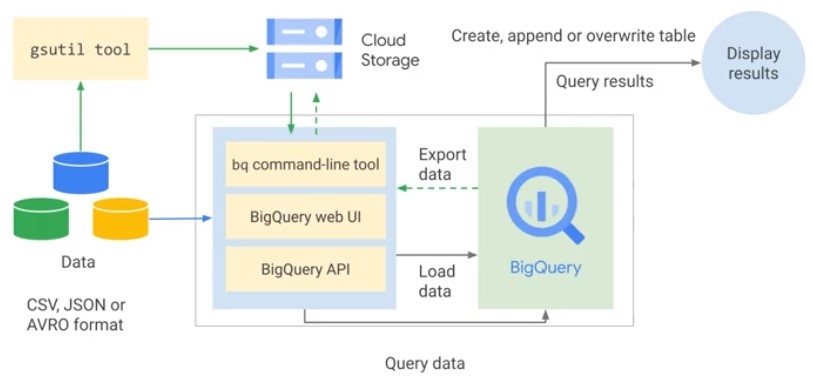 gsutil tool
Cloud
Storage
Create, append or overwrite table
Query results
Display
results
bq command-line tool
BigQuery web UI
BigQuery API
Export
data
Load
data
BigQuery
Data
CSV, JSON or
AVRO format
Query data